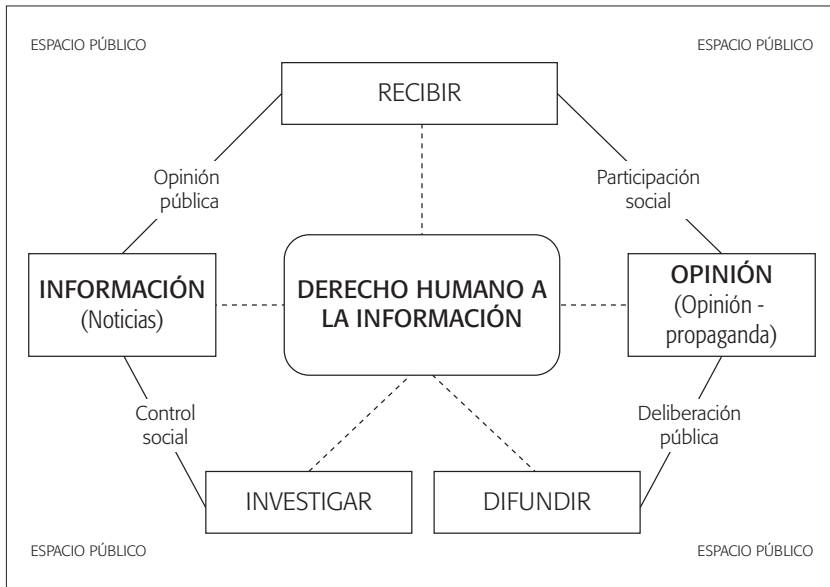 ESPACIO PÚBLICO
ESPACIO PÚBLICO
RECIBIR
Opinión
pública
Participación
social
INFORMACIÓN
(Noticias)
DERECHO HUMANO A
LA INFORMACIÓN
OPINIÓN
(Opinión -
propaganda)
Control
social
Deliberación
pública
INVESTIGAR
DIFUNDIR
ESPACIO PÚBLICO
ESPACIO PÚBLICO